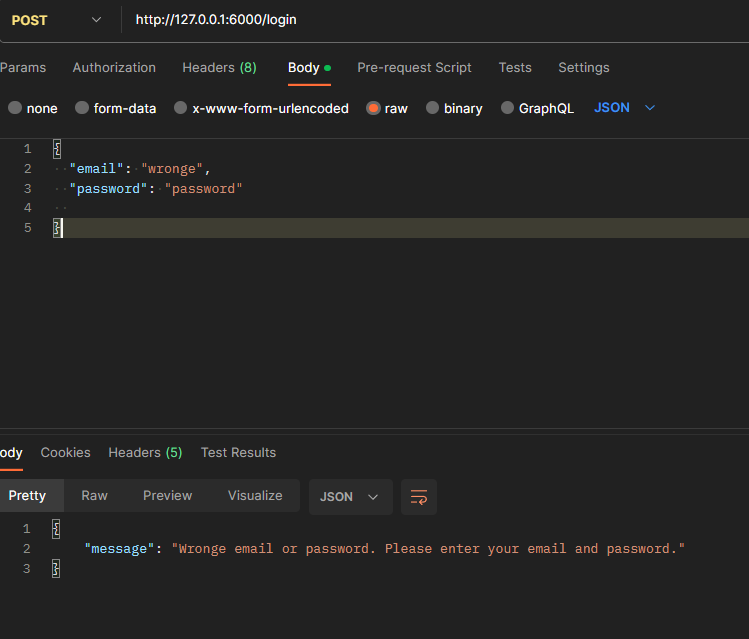 POST http://127.0.0.1:6000/login
Params Authorization Headers (8) Body Pre-request Script Tests Settings
none form-data x-www-form-urlencoded raw binary GraphQL JSON
1 {
2 "email": "wronge",
3 "password": "password"
4
5 }
ody Cookies Headers (5) Test Results
Pretty Raw Preview Visualize JSON
1 {
2 "message": "Wronge email or password. Please enter your email and password."
3 }